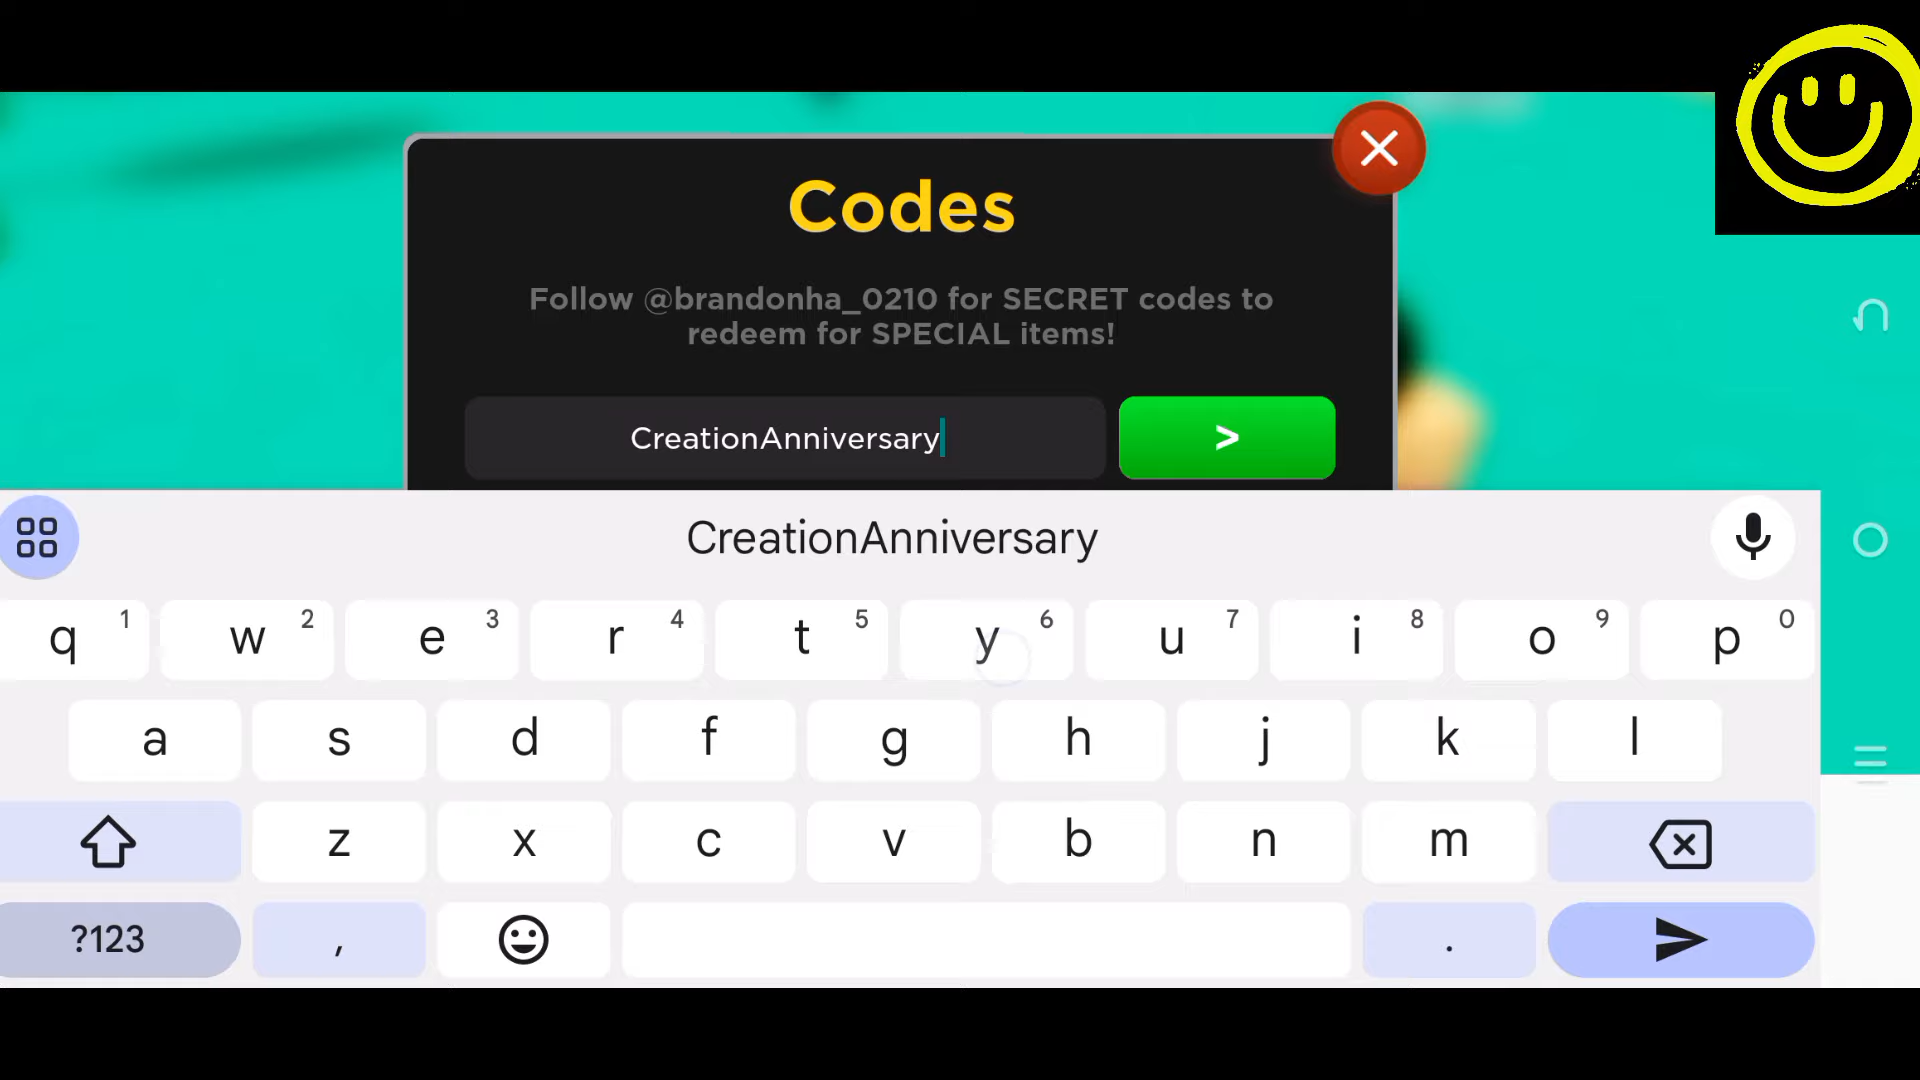 Codes
Follow @brandonha_0210 for SECRET codes to
redeem for SPECIAL items!
CreationAnniversary
>
CreationAnniversary
q 1 w 2 e 3 r 4 t 5 y 6 u 7 i 8 o 9 p 0
a s d f g h j k l
z x c v b n m
?123 , .